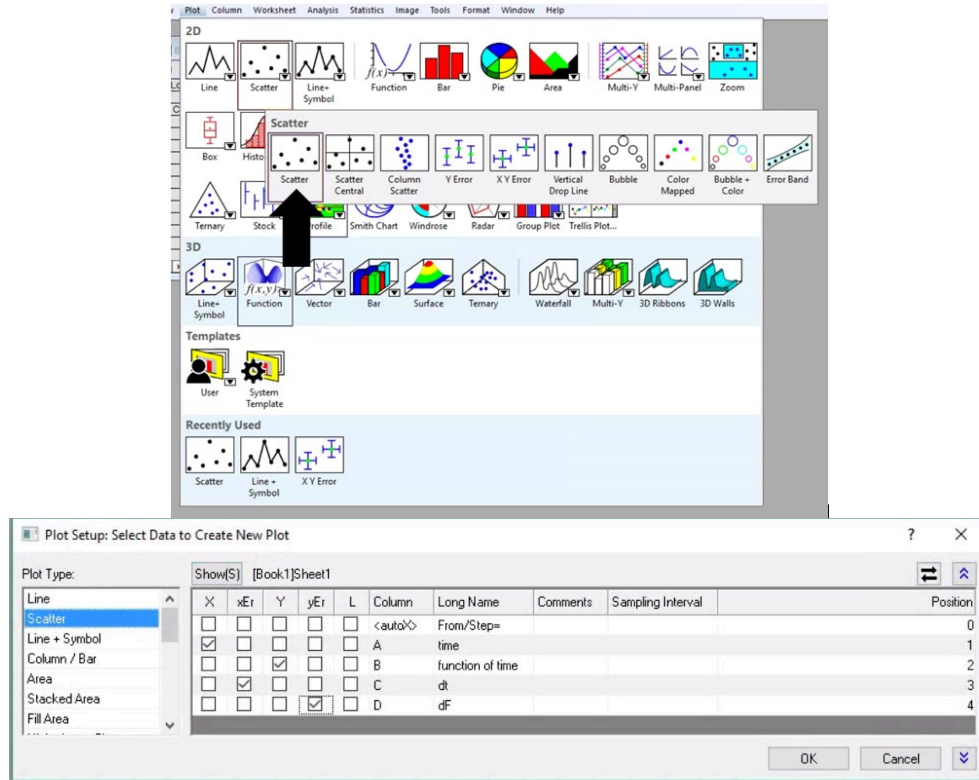 Plot Column Worksheet Analysis Statistics Image Tools Format Window Help
2D
f(x)
Line Scatter Line+ Symbol Function Bar Pie Area Multi-Y Multi-Panel Zoom
Scatter
Box Histo
Scatter Scatter Central Column Scatter Y Error X Y Error Vertical Drop Line Bubble Color Mapped Bubble + Color Error Band
Ternary Stock rofile Smith Chart Windrose Radar Group Plot Trellis Plot...
3D
f(x,y)
Line+ Symbol Function Vector Bar Surface Ternary Waterfall Multi-Y 3D Ribbons 3D Walls
Templates
User System Template
Recently Used
Scatter Line + Symbol X Y Error
Plot Setup: Select Data to Create New Plot ? X
Plot Type: Show(S) [Book1]Sheet1
Line
Scatter
Line + Symbol
Column / Bar
Area
Stacked Area
Fill Area
X xEr Y yEr L Column Long Name Comments Sampling Interval Position
<autoX> From/Step= 0
A time 1
B function of time 2
C dt 3
D dF 4
OK Cancel